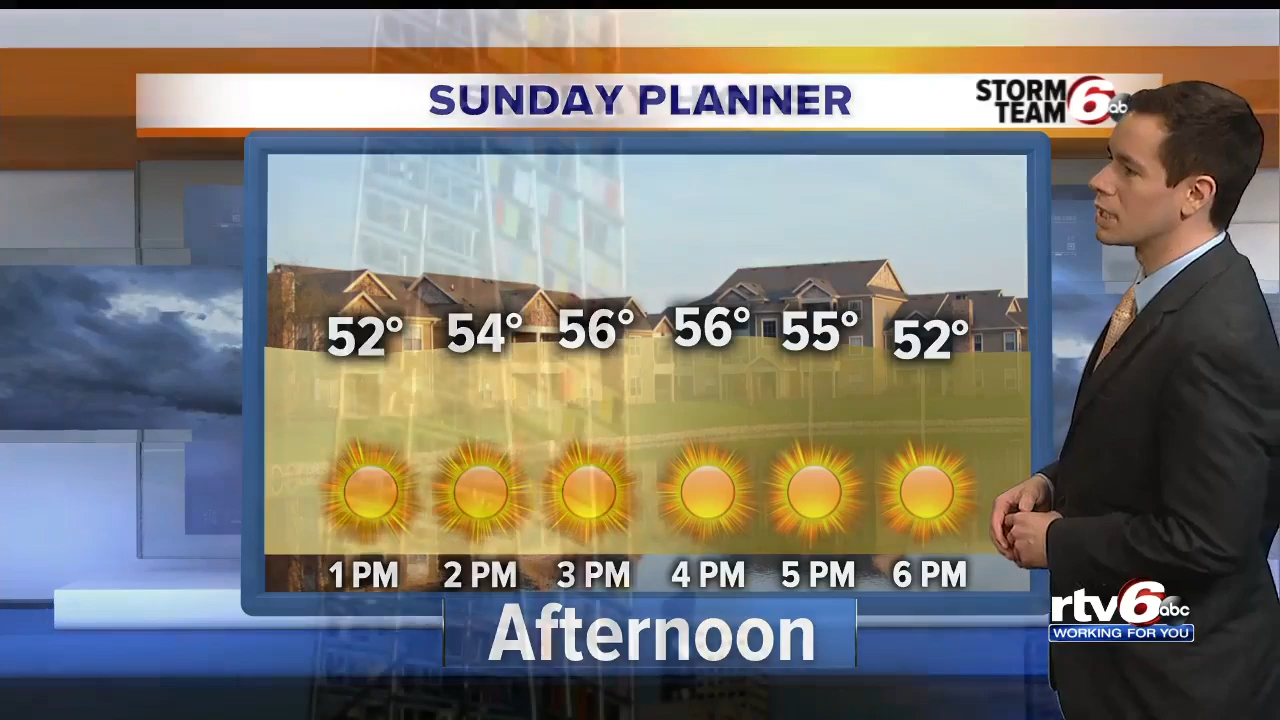 SUNDAY PLANNER
STORM
TEAM 6 abc
52° 54° 56° 56° 55° 52°
1 PM 2 PM 3 PM 4 PM 5 PM 6 PM
Afternoon
rtv6 abc
WORKING FOR YOU